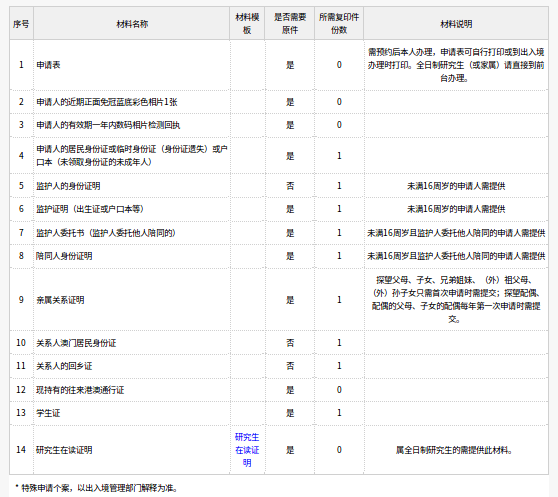 序号 材料名称 材料模板 是否需要原件 所需复印件份数 材料说明
1 申请表 是 0 需预约后本人办理，申请表可自行打印或到出入境办理时打印。全日制研究生（或家属）请直接到前台办理。
2 申请人的近期正面免冠蓝底彩色相片1张 是 0
3 申请人的有效期一年内数码相片检测回执 是 0
4 申请人的居民身份证或临时身份证（身份证遗失）或户口本（未领取身份证的未成年人） 是 1
5 监护人的身份证明 否 1 未满16周岁的申请人需提供
6 监护证明（出生证或户口本等） 是 1 未满16周岁的申请人需提供
7 监护人委托书（监护人委托他人陪同的） 是 1 未满16周岁且监护人委托他人陪同的申请人需提供
8 陪同人身份证明 是 1 未满16周岁且监护人委托他人陪同的申请人需提供
9 亲属关系证明 是 1 探望父母、子女、兄弟姐妹、（外）祖父母、（外）孙子女只需首次申请时需提交；探望配偶、配偶的父母、子女的配偶每年第一次申请时需提交。
10 关系人澳门居民身份证 否 1
11 关系人的回乡证 否 1
12 现持有的往来港澳通行证 是 0
13 学生证 是 1
14 研究生在读证明 研究生在读证明 是 0 属全日制研究生的需提供此材料。
* 特殊申请个案，以出入境管理部门解释为准。